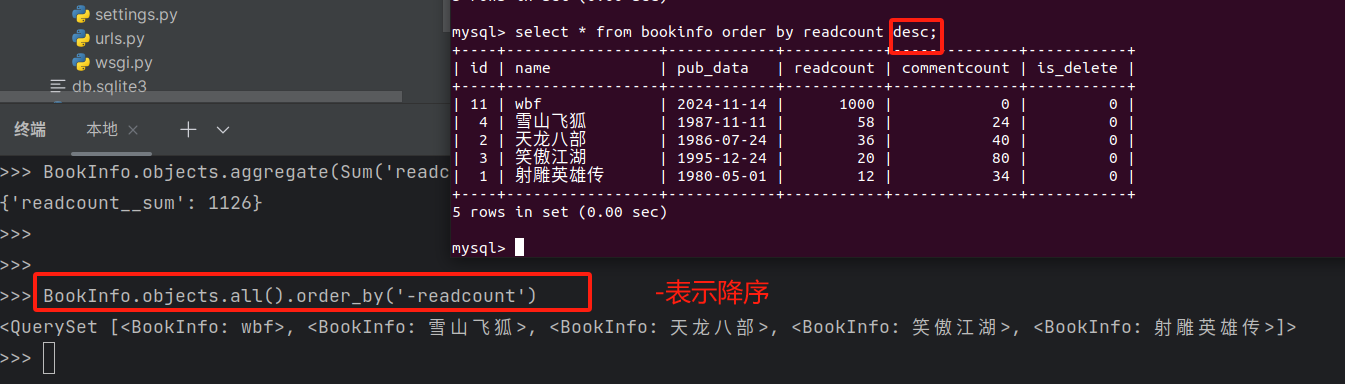 settings.py
urls.py
wsgi.py
db.sqlite3
终端 本地 × +
>>> BookInfo.objects.aggregate(Sum('readc
{'readcount__sum': 1126}
>>>
>>>
>>> BookInfo.objects.all().order_by('-readcount')
-表示降序
<QuerySet [<BookInfo: wbf>, <BookInfo: 雪山飞狐>, <BookInfo: 天龙八部>, <BookInfo: 笑傲江湖>, <BookInfo: 射雕英雄传>]>
>>>
mysql> select * from bookinfo order by readcount desc;
+----+-----------------+------------+-----------+--------------+-----------+
| id | name | pub_data | readcount | commentcount | is_delete |
+----+-----------------+------------+-----------+--------------+-----------+
| 11 | wbf | 2024-11-14 | 1000 | 0 | 0 |
| 4 | 雪山飞狐 | 1987-11-11 | 58 | 24 | 0 |
| 2 | 天龙八部 | 1986-07-24 | 36 | 40 | 0 |
| 3 | 笑傲江湖 | 1995-12-24 | 20 | 80 | 0 |
| 1 | 射雕英雄传 | 1980-05-01 | 12 | 34 | 0 |
+----+-----------------+------------+-----------+--------------+-----------+
5 rows in set (0.00 sec)
mysql>